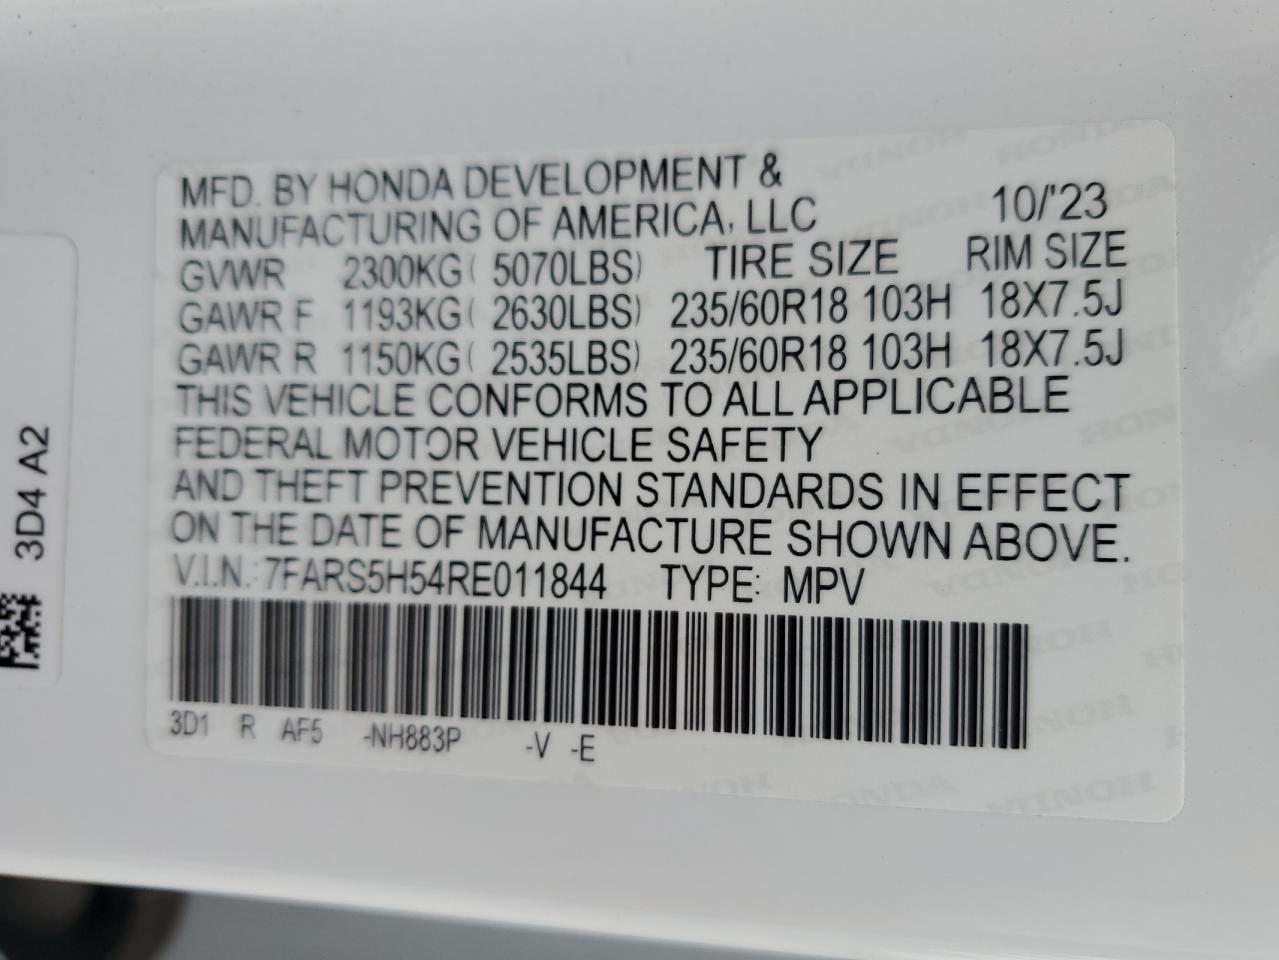 MFD. BY HONDA DEVELOPMENT &
MANUFACTURING OF AMERICA, LLC 10/'23
GVWR 2300KG( 5070LBS) TIRE SIZE RIM SIZE
GAWR F 1193KG( 2630LBS) 235/60R18 103H 18X7.5J
GAWR R 1150KG( 2535LBS) 235/60R18 103H 18X7.5J
THIS VEHICLE CONFORMS TO ALL APPLICABLE
FEDERAL MOTOR VEHICLE SAFETY
AND THEFT PREVENTION STANDARDS IN EFFECT
ON THE DATE OF MANUFACTURE SHOWN ABOVE.
V.I.N.: 7FARS5H54RE011844 TYPE: MPV
3D1 R AF5 -NH883P -V -E
3D4 A2